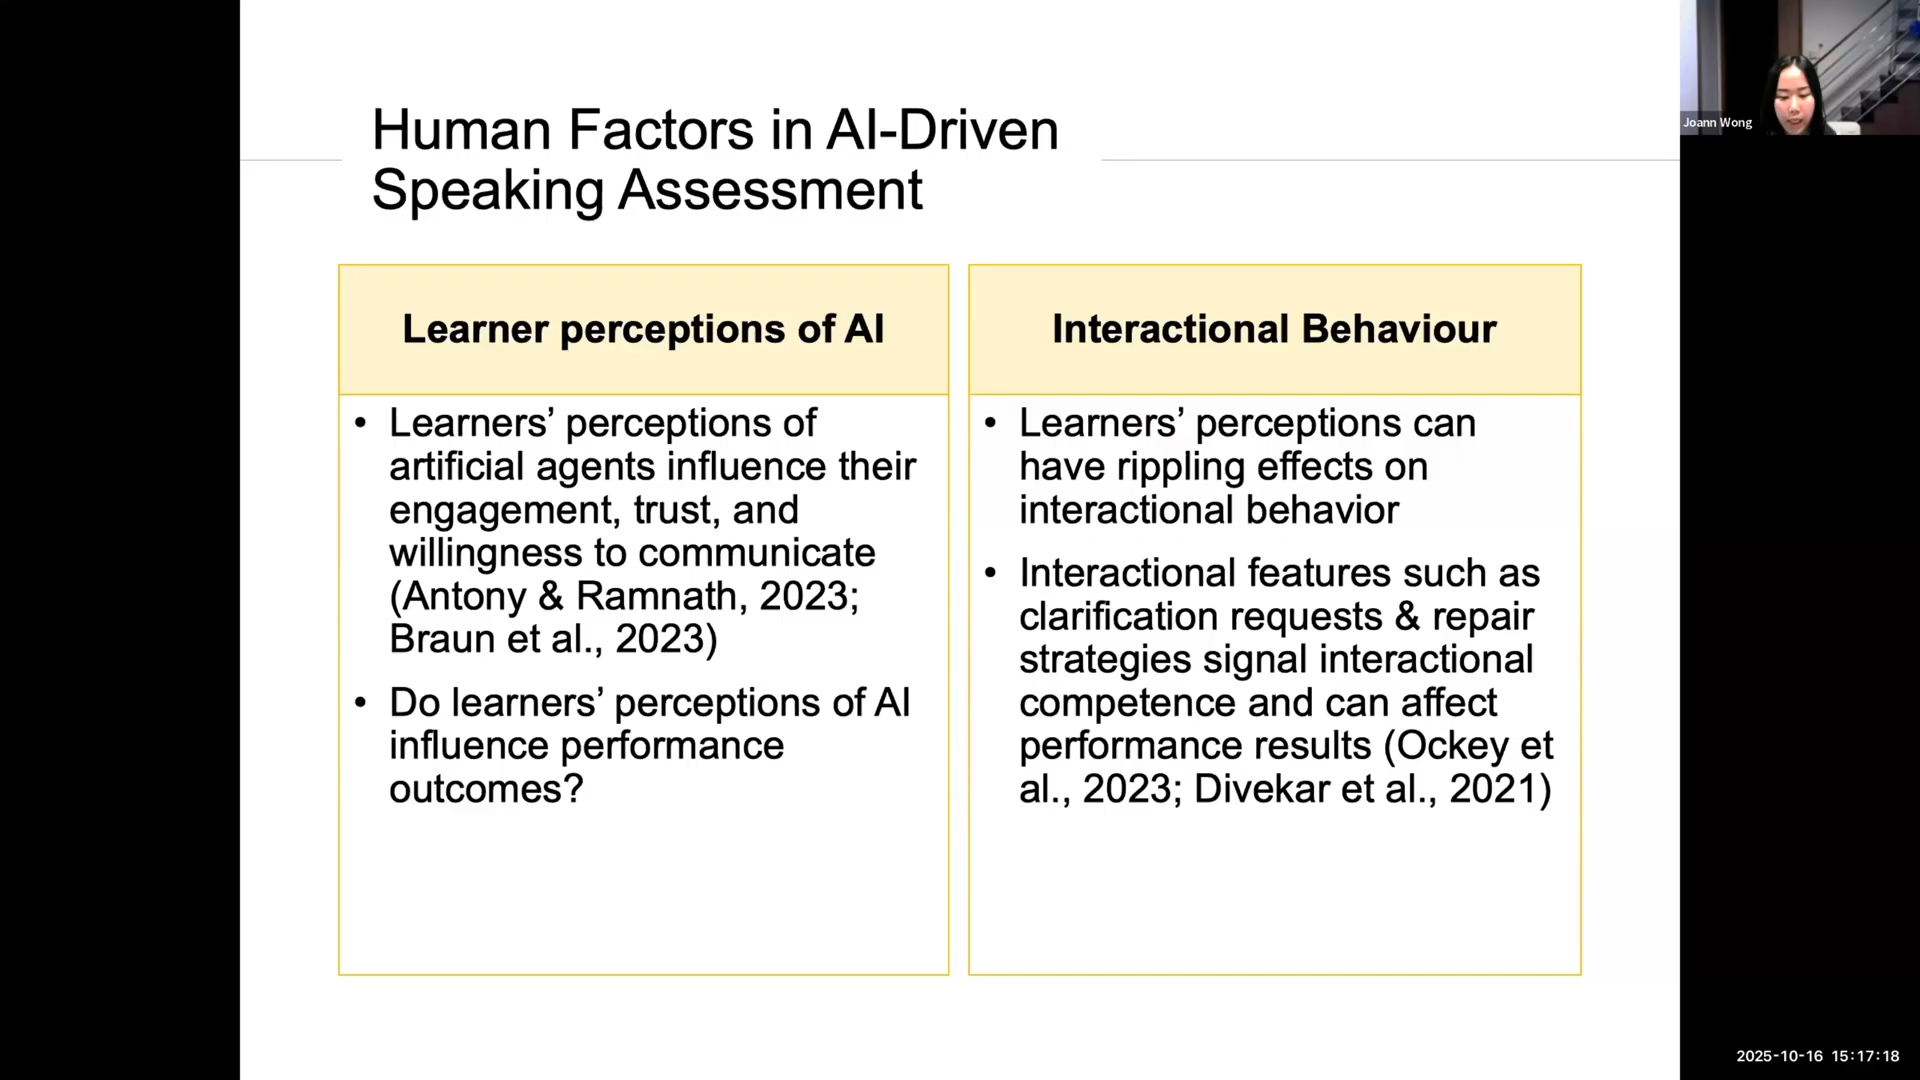 Human Factors in AI-Driven
Speaking Assessment
Joann Wong
Learner perceptions of AI
• Learners’ perceptions of
artificial agents influence their
engagement, trust, and
willingness to communicate
(Antony & Ramnath, 2023;
Braun et al., 2023)
• Do learners’ perceptions of AI
influence performance
outcomes?
Interactional Behaviour
• Learners’ perceptions can
have rippling effects on
interactional behavior
• Interactional features such as
clarification requests & repair
strategies signal interactional
competence and can affect
performance results (Ockey et
al., 2023; Divekar et al., 2021)
2025-10-16 15:17:18